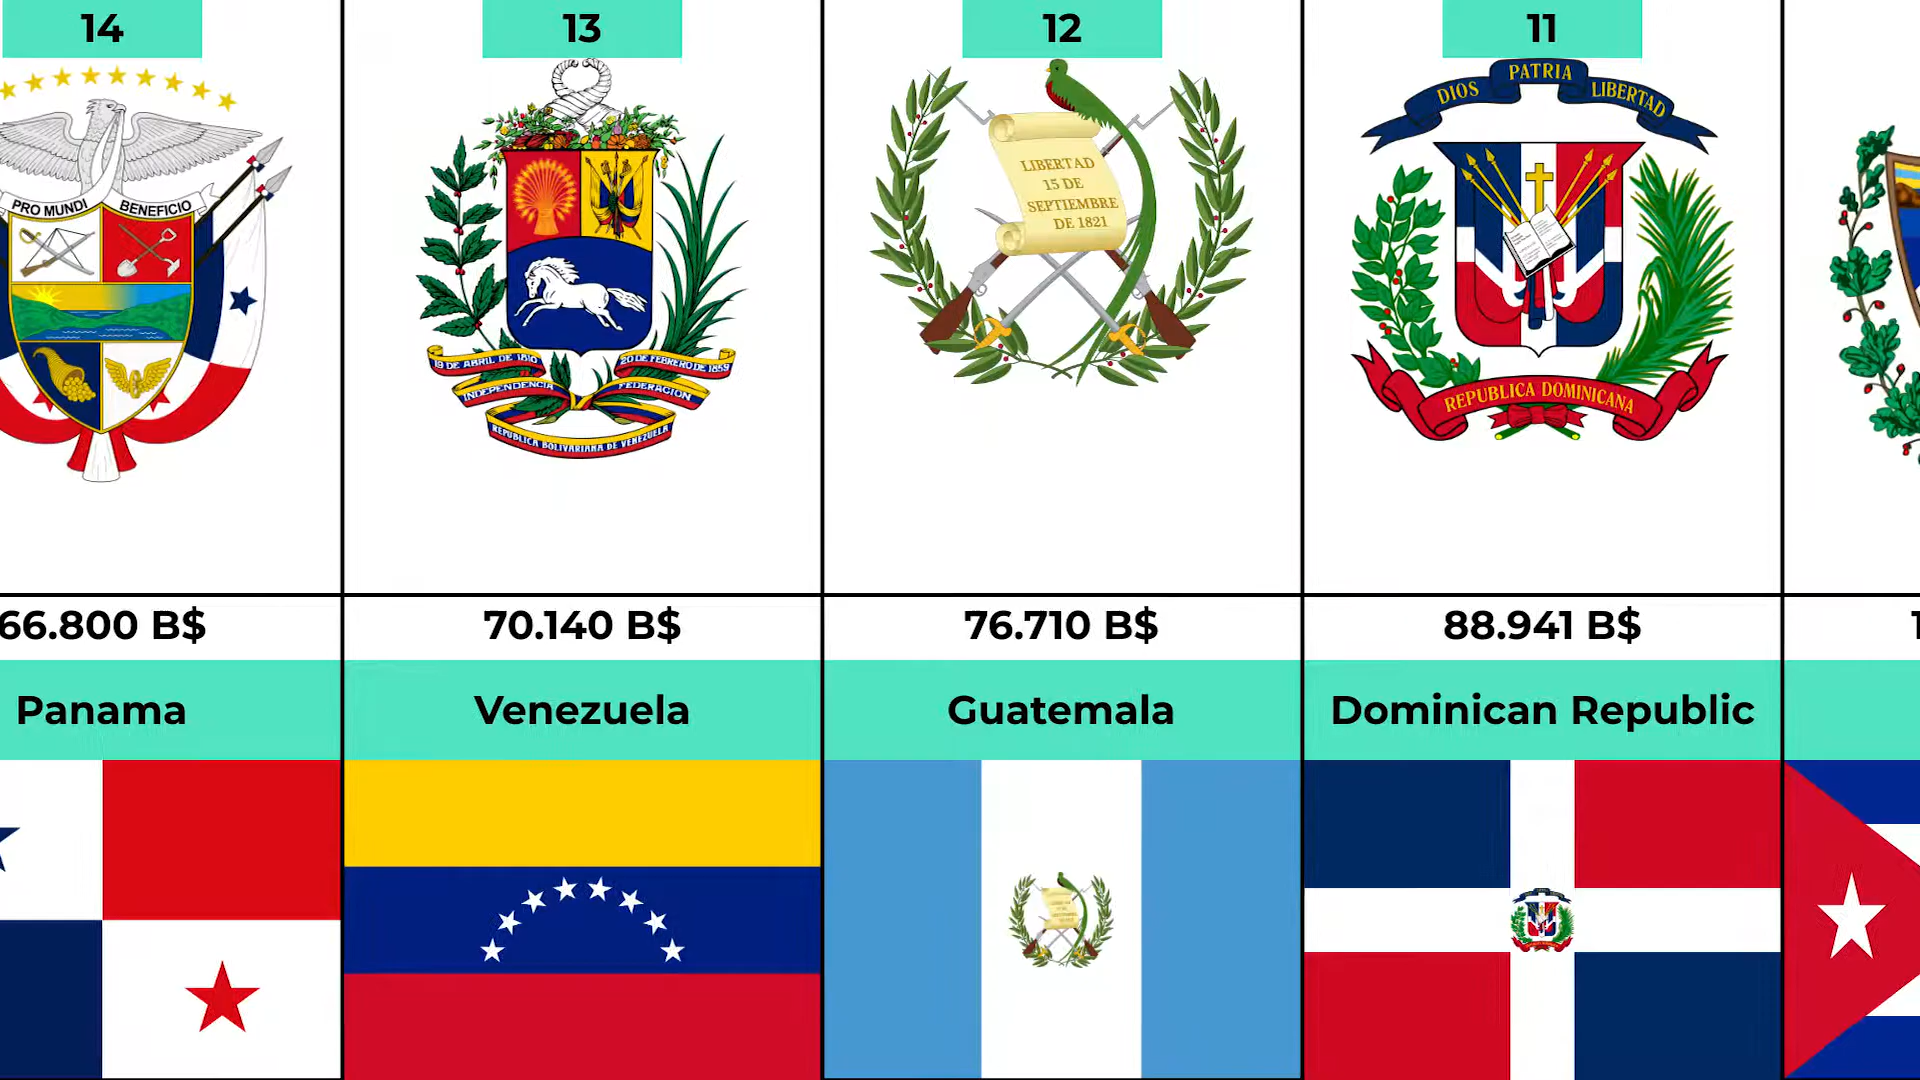 14
PRO MUNDI BENEFICIO
66.800 B$
Panama
13
19 DE ABRIL DE 1810
20 DE FEBRERO DE 1859
INDEPENDENCIA
FEDERACION
REPUBLICA BOLIVARIANA DE VENEZUELA
70.140 B$
Venezuela
12
LIBERTAD
15 DE
SEPTIEMBRE
DE 1821
76.710 B$
Guatemala
11
DIOS PATRIA LIBERTAD
REPUBLICA DOMINICANA
88.941 B$
Dominican Republic
1